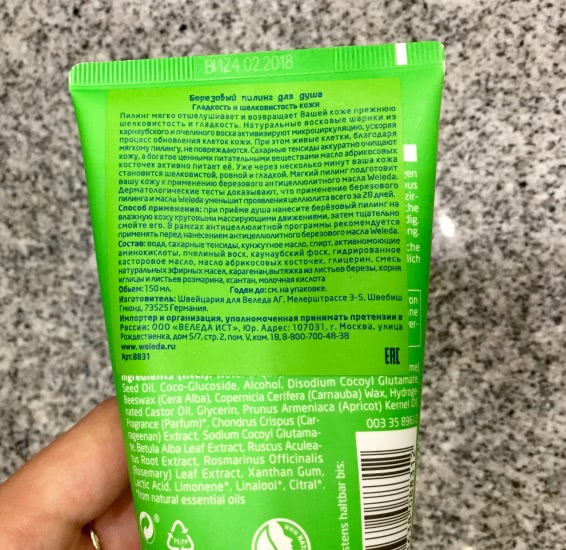 BI1Z4.02.2018
Березовый пилинг для душа
Гладкость и шелковистость кожи
Пилинг мягко отшелушивает и возвращает Вашей коже прежнюю
шелковистость и гладкость. Натуральные восковые шарики из
карнаубского и пчелиного воска активизируют микроциркуляцию, ускоряя
процесс обновления клеток кожи. При этом живые клетки, благодаря
мягкому пилингу, не повреждаются. Сахарные тенсиды аккуратно очищают
кожу, а богатое ценными питательными веществами масло абрикосовых
косточек активно питает её. Уже через несколько минут ваша кожа
становится шелковистой, ровной и гладкой. Мягкий пилинг подготовит
вашу кожу к применению березового антицеллюлитного масла Weleda.
Дерматологические тесты доказывают, что применение березового
пилинга и масла Weleda уменьшит проявления целлюлита всего за 28 дней.
Способ применения: при приёме душа нанесите берёзовый пилинг на
влажную кожу круговыми массирующими движениями, затем тщательно
смойте его. В рамках антицеллюлитной программы рекомендуется
применять перед нанесением антицеллюлитного березового масла Weleda.
Состав: вода, сахарные тенсиды, кунжутное масло, спирт, активномоющие
аминокислоты, пчелиный воск, каунаубский фоск, гидрированное
касторовое масло, масло абрикосовых косточек, глицерин, смесь
натуральных эфирных масел, карагенан, вытяжка из листьев березы, корня
иглицы и листьев розмарина, ксантан, молочная кислота
Объем: 150 мл. Годен до: см. на упаковке.
Изготовитель: Швейцария для Веледа АГ, Мелерштрассе 3-5, Швебиш
Гмюнд, 73525 Германия.
Импортер и организация, уполномоченная принимать претензии в
России: ООО «ВЕЛЕДА ИСТ», Юр. Адрес: 107031, г. Москва, улица
Рождественка, дом 5/7, стр. 2, пом. V, ком. 18, 8-800-700-48-38
www.weleda.ru
Арт.8831
EAC
Ingredients (INCI):
Seed Oil, Coco-Glucoside, Alcohol, Disodium Cocoyl Glutamate,
Beeswax (Cera Alba), Copernicia Cerifera (Carnauba) Wax, Hydroge-
nated Castor Oil, Glycerin, Prunus Armeniaca (Apricot) Kernel Oil,
Fragrance (Parfum)*, Chondrus Crispus (Car-
rageenan) Extract, Sodium Cocoyl Glutama-
te, Betula Alba Leaf Extract, Ruscus Aculea-
tus Root Extract, Rosmarinus Officinalis
(Rosemary) Leaf Extract, Xanthan Gum,
Lactic Acid, Limonene*, Linalool*, Citral*.
*from natural essential oils